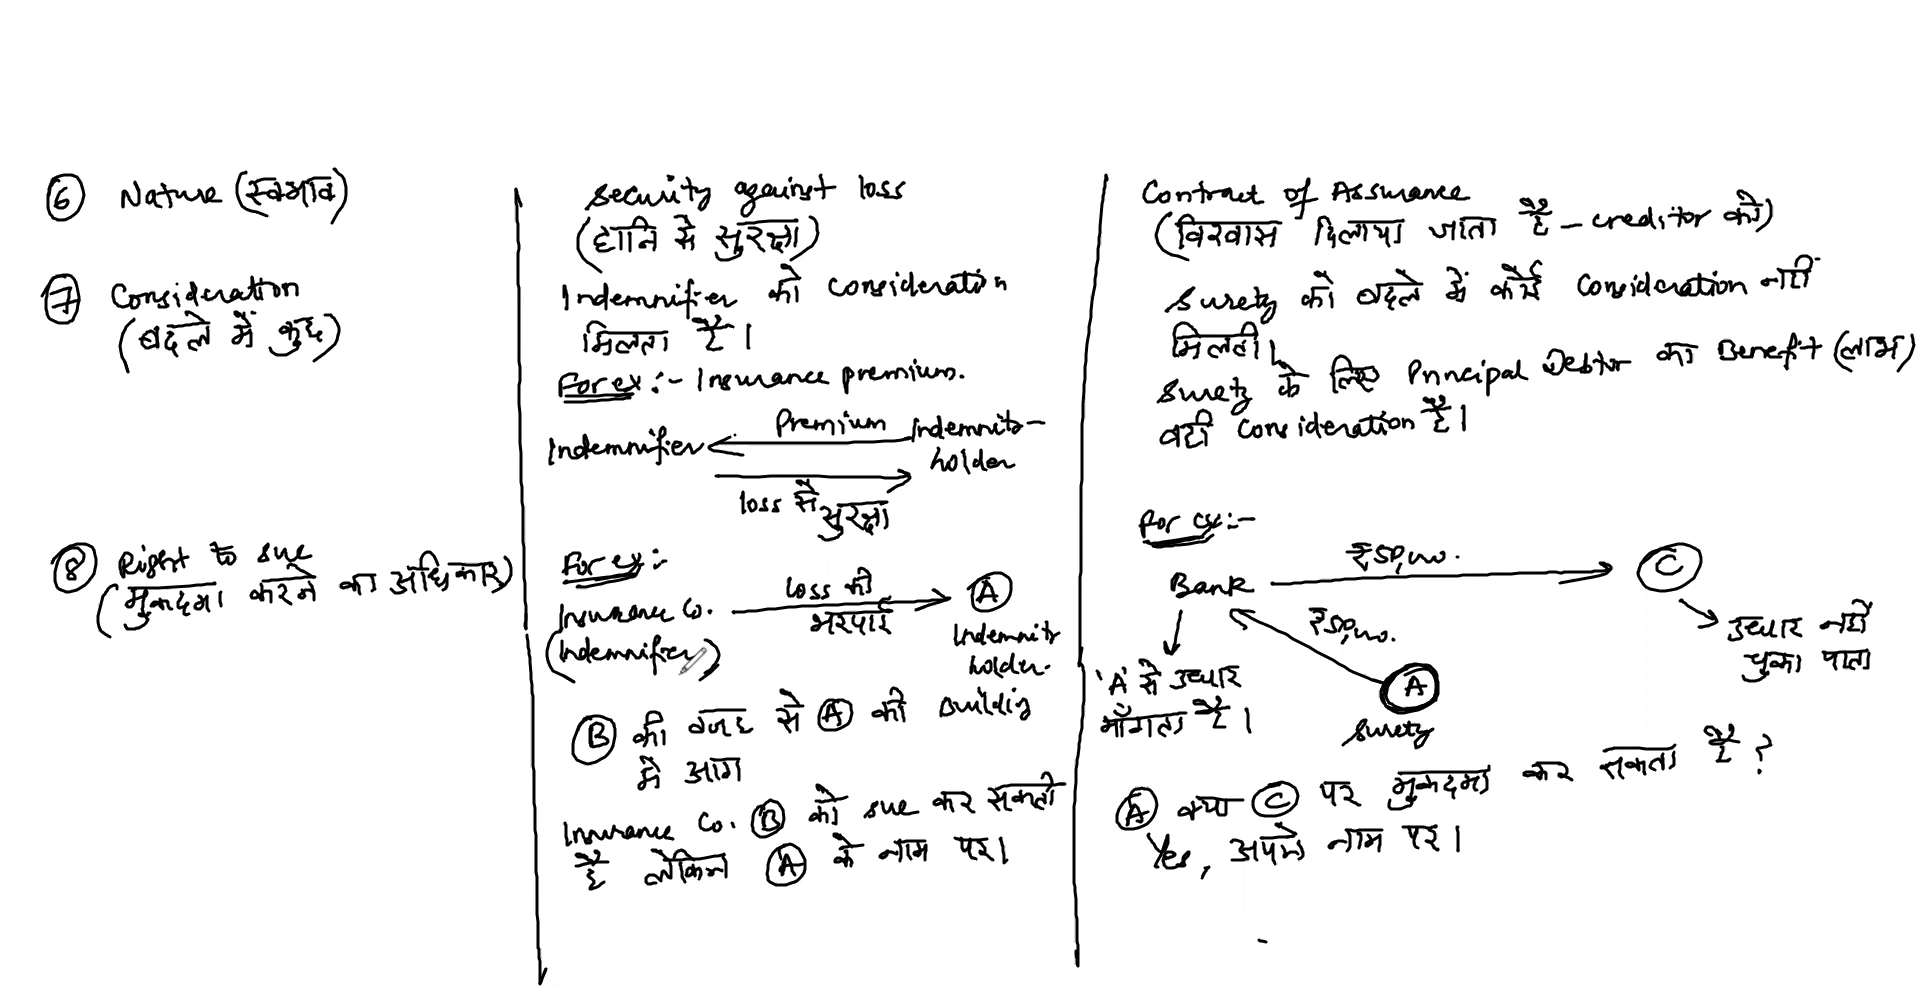 ⑥ Nature (स्वभाव)
security against loss
(हानि से सुरक्षा)
Contract of Assurance
(विश्वास दिलाया जाता है – creditor को)
⑦ Consideration
(बदले में कुछ)
Indemnifier को consideration
मिलता है।
For ex:- Insurance premium.
Indemnifier
Premium
Indemnity-
holder
loss से
सुरक्षा
surety को बदले में कोई consideration नहीं
मिलती।
surety के लिए Principal Debtor का Benefit (लाभ)
वही consideration है।
⑧ Right to sue
(मुकदमा करने का अधिकार)
For ex:-
Insurance Co.
(Indemnifier)
Loss की
भरपाई
A
Indemnity
holder.
B की वजह से A की Building
में आग
Insurance Co. B को sue कर सकती
है लेकिन A के नाम पर।
For ex:-
Bank
₹50,000.
C
उधार नहीं
चुका पाता
₹50,000.
'A' से उधार
माँगता है।
A
surety
A क्या C पर मुकदमा कर सकता है?
Yes, अपने नाम पर।